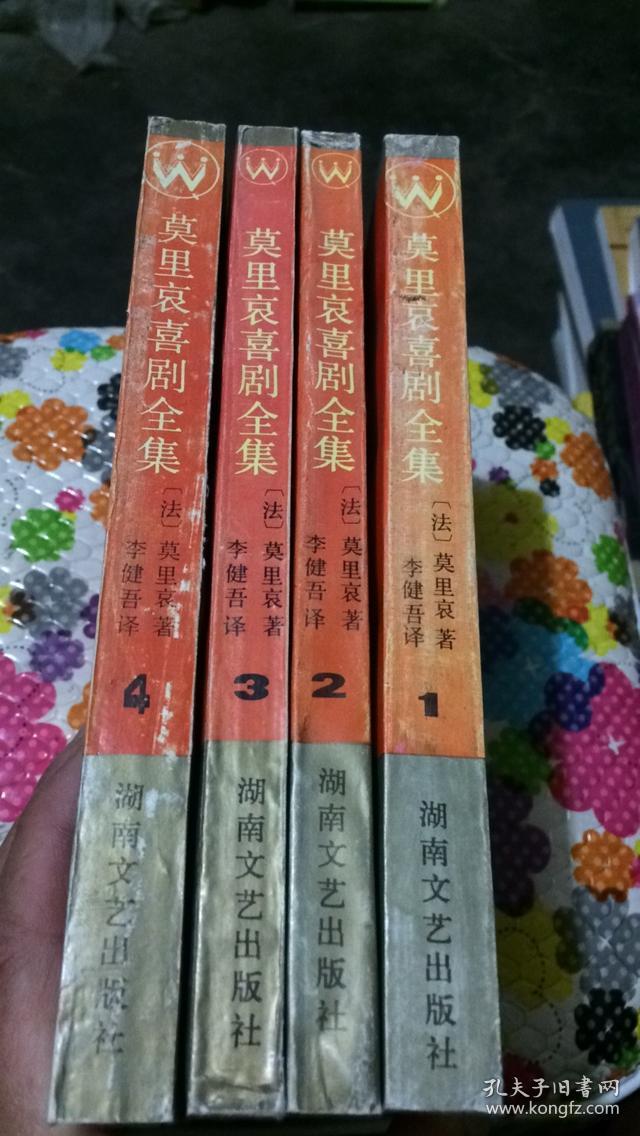 莫里哀喜剧全集
〔法〕莫里哀 著
李健吾 译
4
湖南文艺出版社
莫里哀喜剧全集
〔法〕莫里哀 著
李健吾 译
3
湖南文艺出版社
莫里哀喜剧全集
〔法〕莫里哀 著
李健吾 译
2
湖南文艺出版社
莫里哀喜剧全集
〔法〕莫里哀 著
李健吾 译
1
湖南文艺出版社
孔夫子旧书网
www.kongfz.com